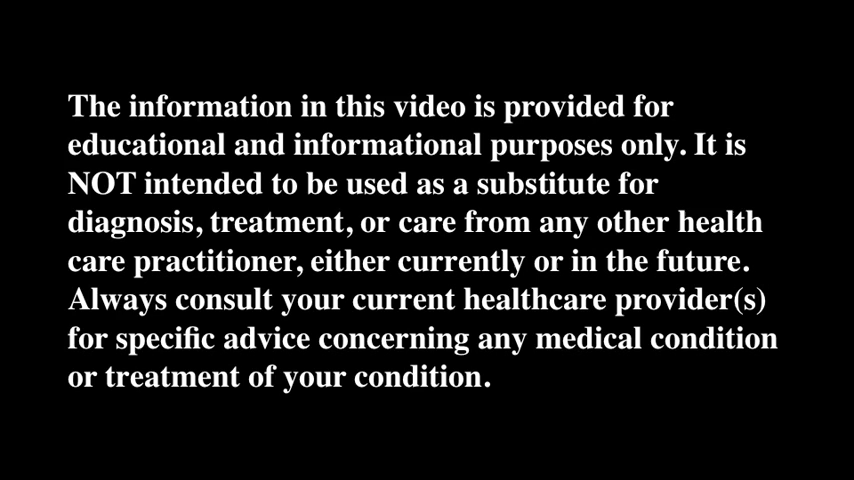 The information in this video is provided for
educational and informational purposes only. It is
NOT intended to be used as a substitute for
diagnosis, treatment, or care from any other health
care practitioner, either currently or in the future.
Always consult your current healthcare provider(s)
for specific advice concerning any medical condition
or treatment of your condition.